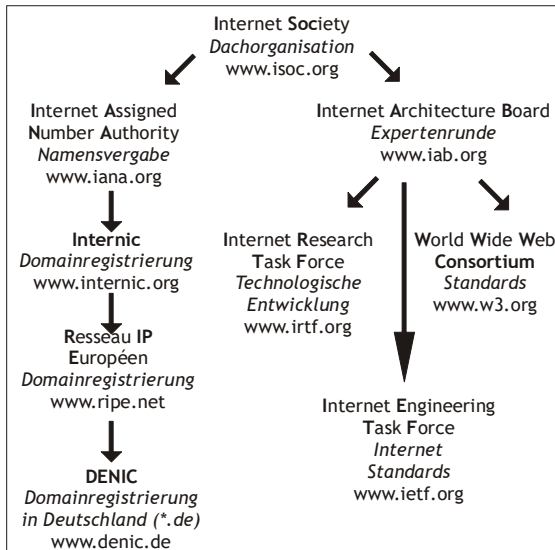 Internet Society
Dachorganisation
www.isoc.org
Internet Assigned
Number Authority
Namensvergabe
www.iana.org
Internet Architecture Board
Expertenrunde
www.iab.org
Internic
Domainregistrierung
www.internic.org
Internet Research
Task Force
Technologische
Entwicklung
www.irtf.org
World Wide Web
Consortium
Standards
www.w3.org
Resseau IP
Européen
Domainregistrierung
www.ripe.net
Internet Engineering
Task Force
Internet
Standards
www.ietf.org
DENIC
Domainregistrierung
in Deutschland (*.de)
www.denic.de